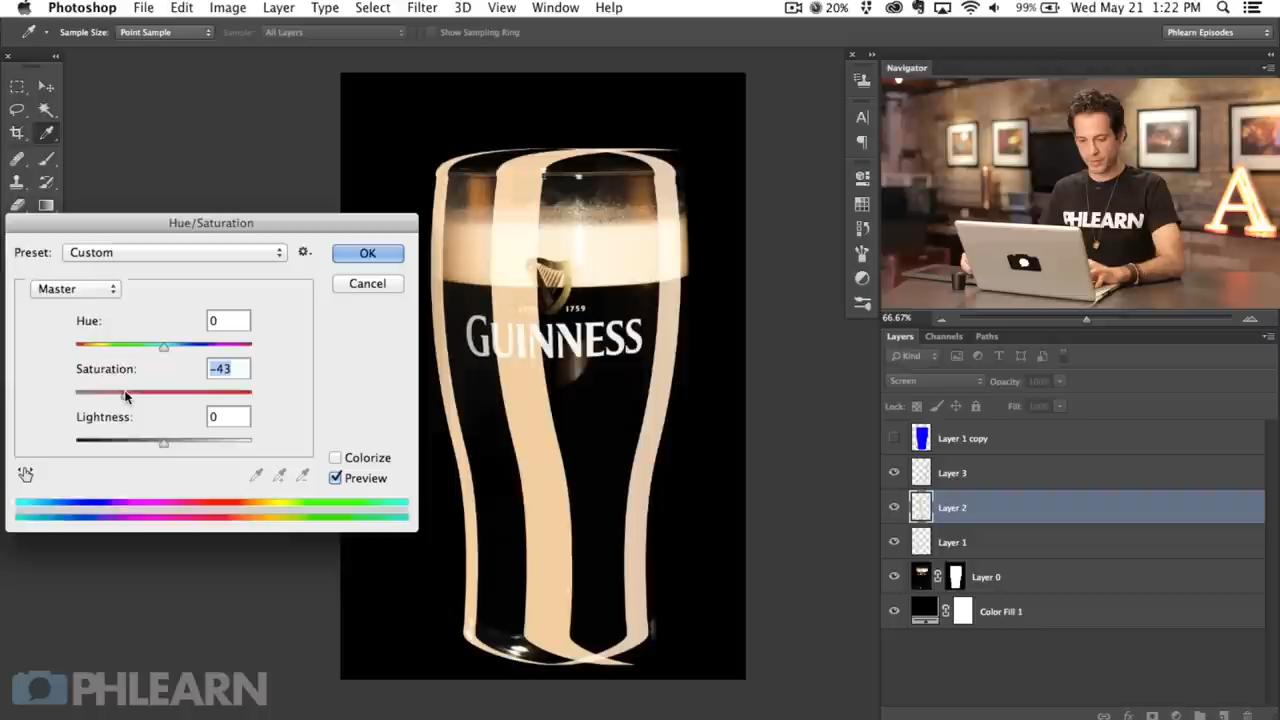 Photoshop File Edit Image Layer Type Select Filter 3D View Window Help 20% 99% Wed May 21 1:22 PM
Sample Size: Point Sample Sample: All Layers Show Sampling Ring Phlearn Episodes
Navigator
PHLEARN
A
Hue/Saturation
Preset: Custom OK
Cancel
Master
Hue: 0
Saturation: -43
Lightness: 0
Colorize
Preview
1759
GUINNESS
66.67%
Layers Channels Paths
Kind
Screen Opacity: 100%
Lock: Fill: 100%
Layer 1 copy
Layer 3
Layer 2
Layer 1
Layer 0
Color Fill 1
fx
PHLEARN